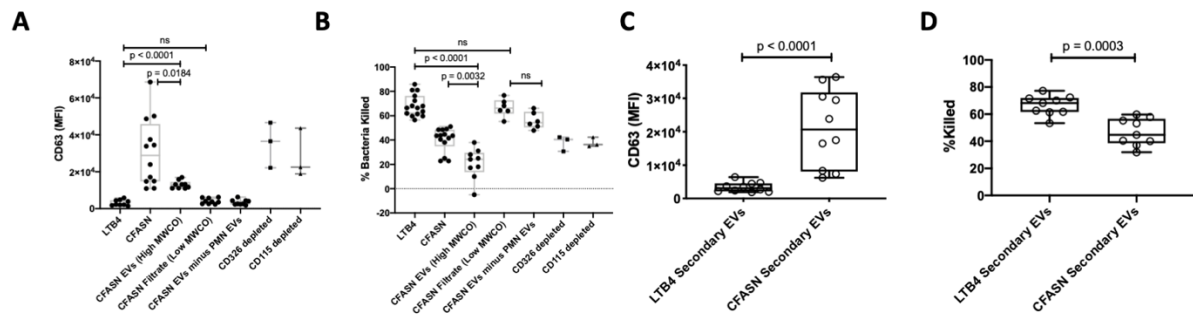 A
CD63 (MFI)
8×10⁴
6×10⁴
4×10⁴
2×10⁴
0
ns
p < 0.0001
p = 0.0184
LTB4
CFASN
CFASN EVs (High MWCO)
CFASN Filtrate (Low MWCO)
CFASN EVs minus PMN EVs
CD326 depleted
CD115 depleted
B
% Bacteria Killed
100
80
60
40
20
0
-20
ns
p < 0.0001
p = 0.0032
ns
LTB4
CFASN
CFASN EVs (High MWCO)
CFASN Filtrate (Low MWCO)
CFASN EVs minus PMN EVs
CD326 depleted
CD115 depleted
C
p < 0.0001
CD63 (MFI)
4×10⁴
3×10⁴
2×10⁴
1×10⁴
0
LTB4 Secondary EVs
CFASN Secondary EVs
D
p = 0.0003
%Killed
100
80
60
40
20
0
LTB4 Secondary EVs
CFASN Secondary EVs